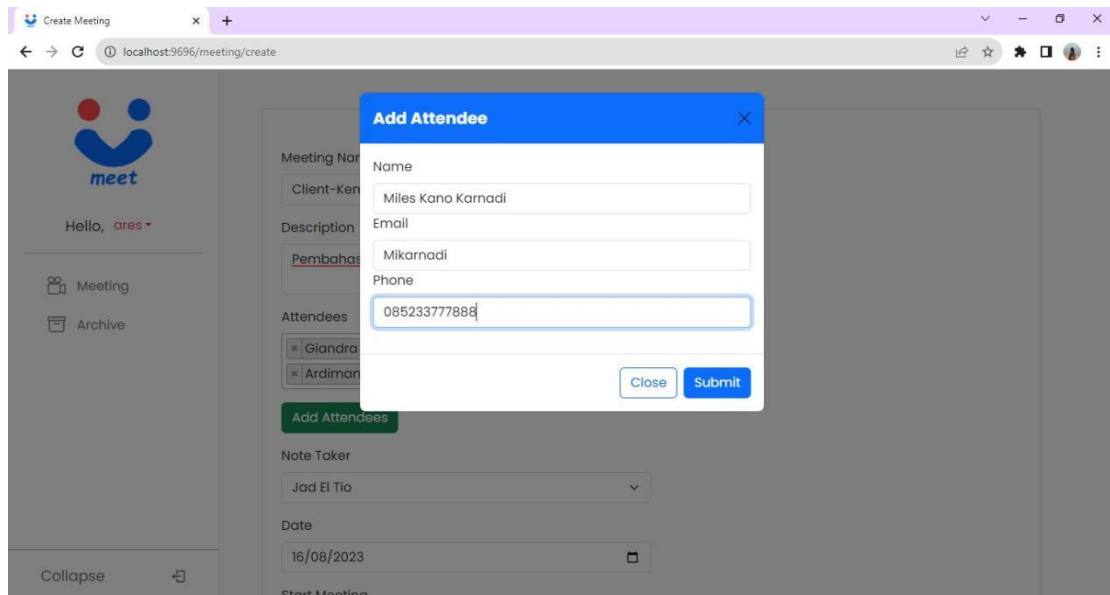 Create Meeting
localhost:9696/meeting/create
meet
Hello, ares
Meeting
Archive
Collapse
Add Attendee
Name
Miles Kano Karnadi
Email
Mikarnadi
Phone
085233777888
Close Submit
Meeting Nar
Client-Ken
Description
Pembahas
Attendees
Giandra
Ardiman
Add Attendees
Note Taker
Jad El Tio
Date
16/08/2023
Start Meeting